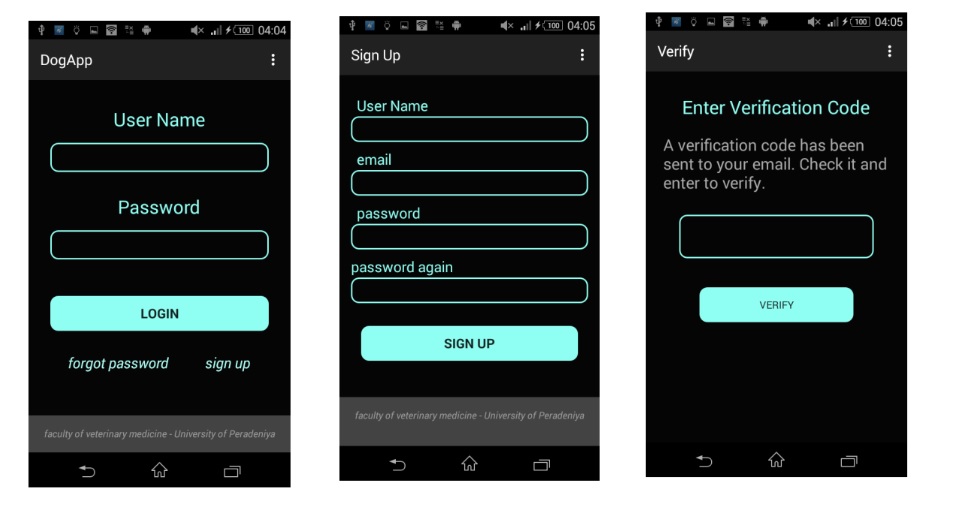 100 04:04
DogApp
User Name
Password
LOGIN
forgot password sign up
faculty of veterinary medicine - University of Peradeniya
100 04:05
Sign Up
User Name
email
password
password again
SIGN UP
faculty of veterinary medicine - University of Peradeniya
100 04:05
Verify
Enter Verification Code
A verification code has been
sent to your email. Check it and
enter to verify.
VERIFY